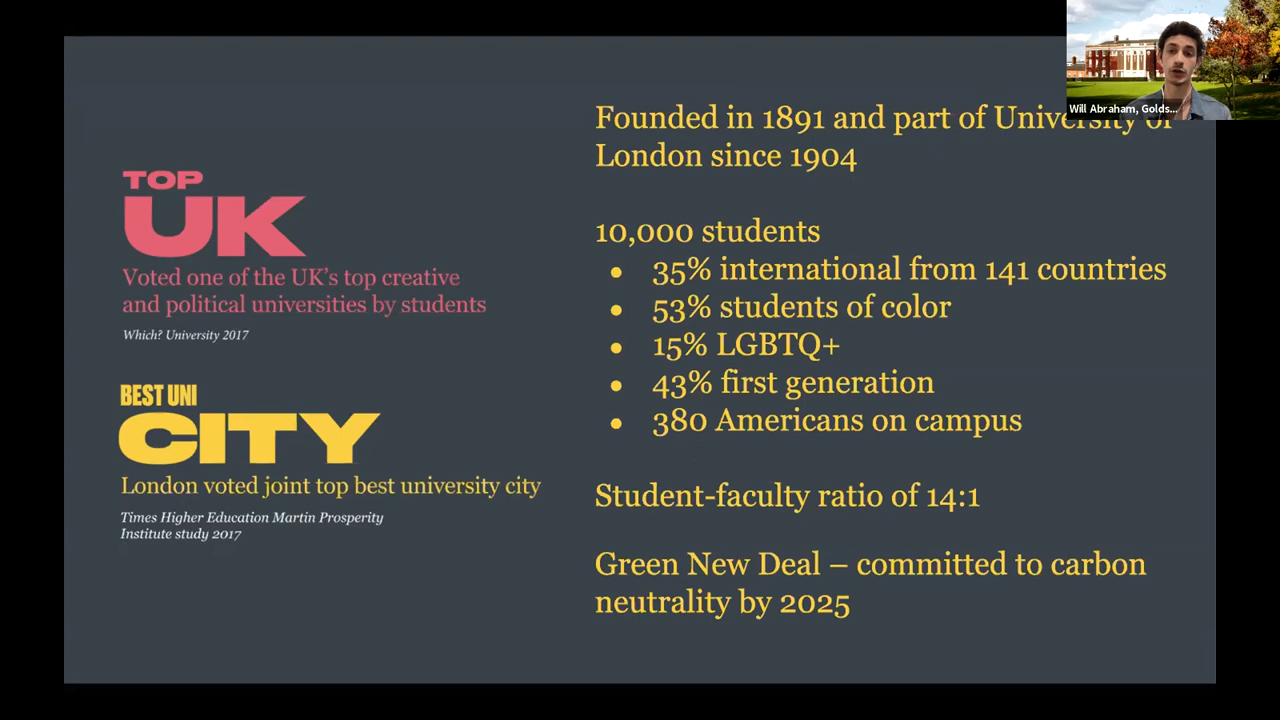 Will Abraham, Golds...
Founded in 1891 and part of University of
London since 1904
TOP
UK
Voted one of the UK's top creative
and political universities by students
Which? University 2017
BEST UNI
CITY
London voted joint top best university city
Times Higher Education Martin Prosperity
Institute study 2017
10,000 students
• 35% international from 141 countries
• 53% students of color
• 15% LGBTQ+
• 43% first generation
• 380 Americans on campus
Student-faculty ratio of 14:1
Green New Deal – committed to carbon
neutrality by 2025